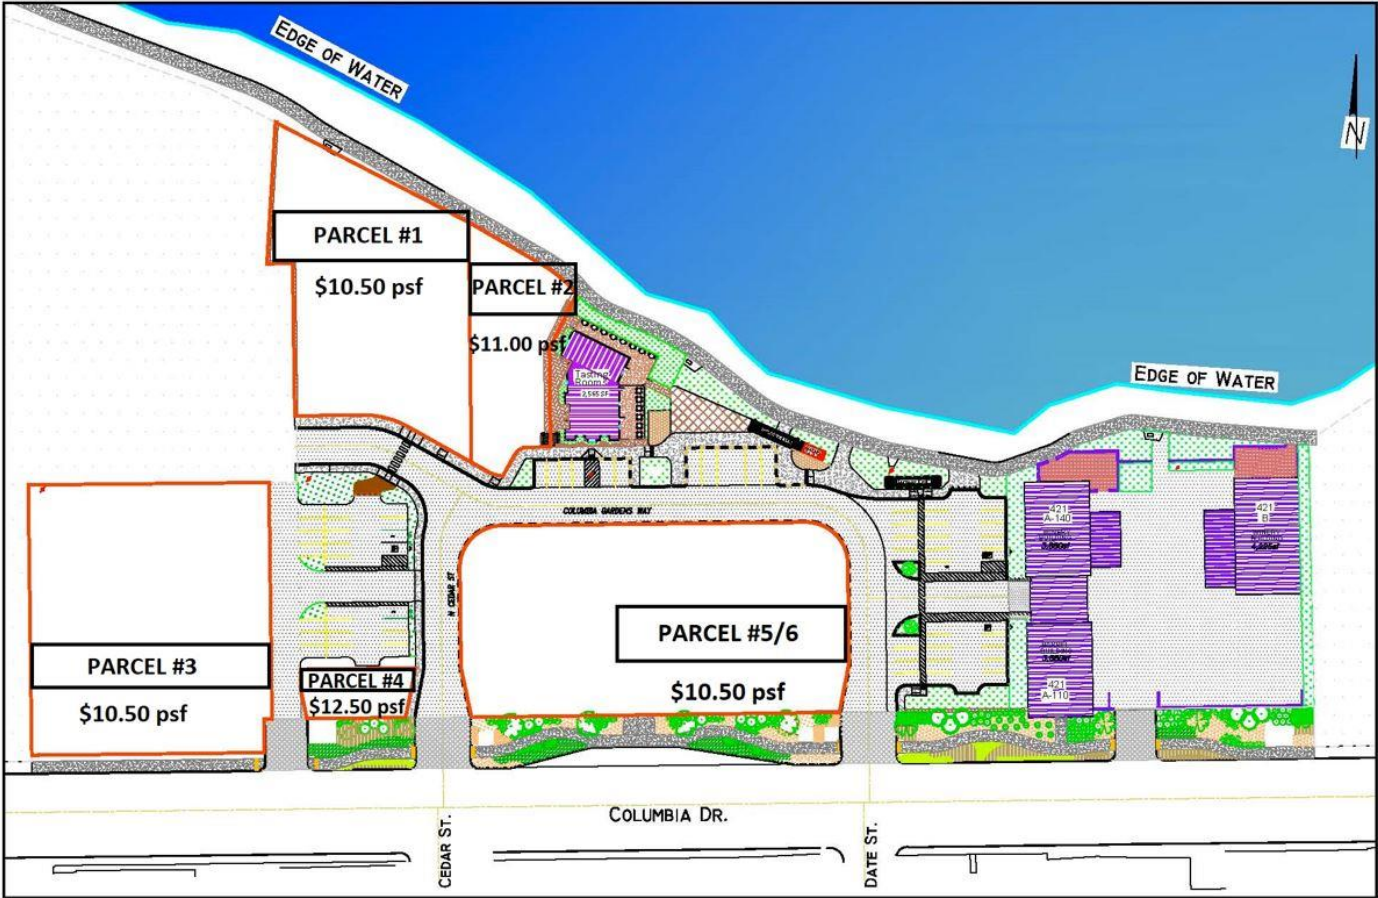 EDGE OF WATER
N
PARCEL #1
$10.50 psf
PARCEL #2
$11.00 psf
Tasting
Room
EDGE OF WATER
COLUMBIA GARDENS WAY
N CEDAR ST
421
A-140
421
B
PARCEL #3
$10.50 psf
PARCEL #4
$12.50 psf
PARCEL #5/6
$10.50 psf
421
A-110
COLUMBIA DR.
CEDAR ST.
DATE ST.